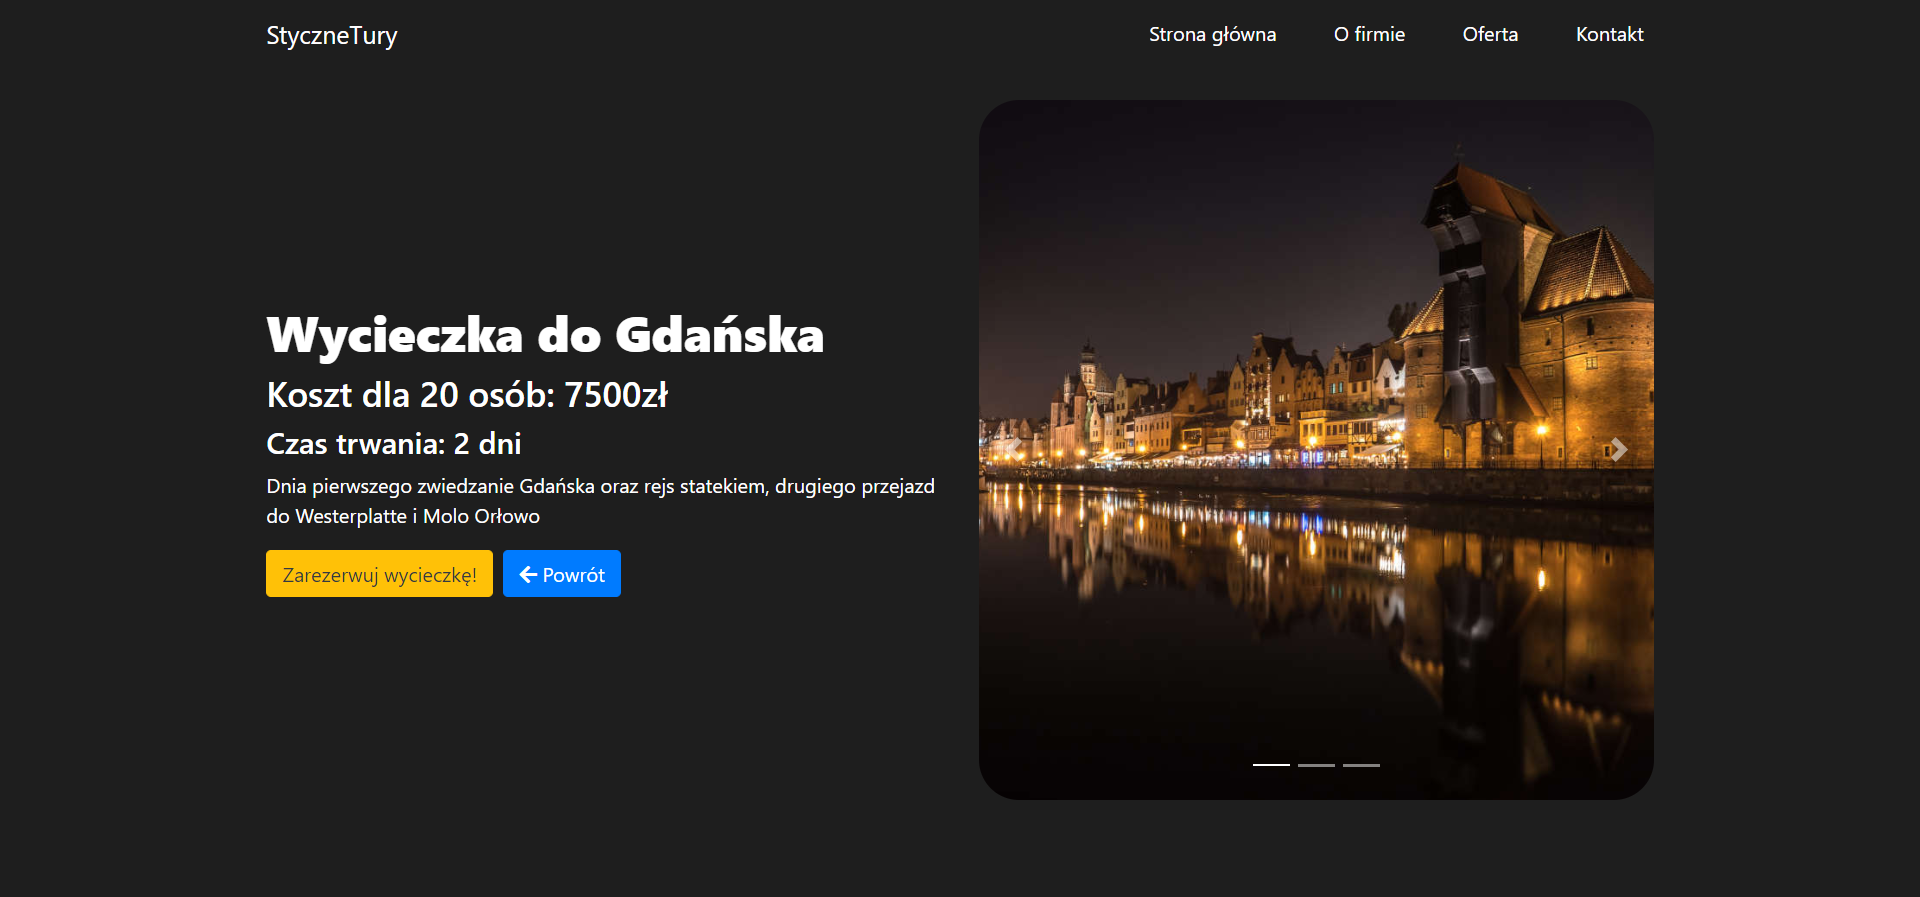 StyczneTury
Strona główna
O firmie
Oferta
Kontakt
Wycieczka do Gdańska
Koszt dla 20 osób: 7500zł
Czas trwania: 2 dni
Dnia pierwszego zwiedzanie Gdańska oraz rejs statekiem, drugiego przejazd
do Westerplatte i Molo Orłowo
Zarezerwuj wycieczkę!
Powrót